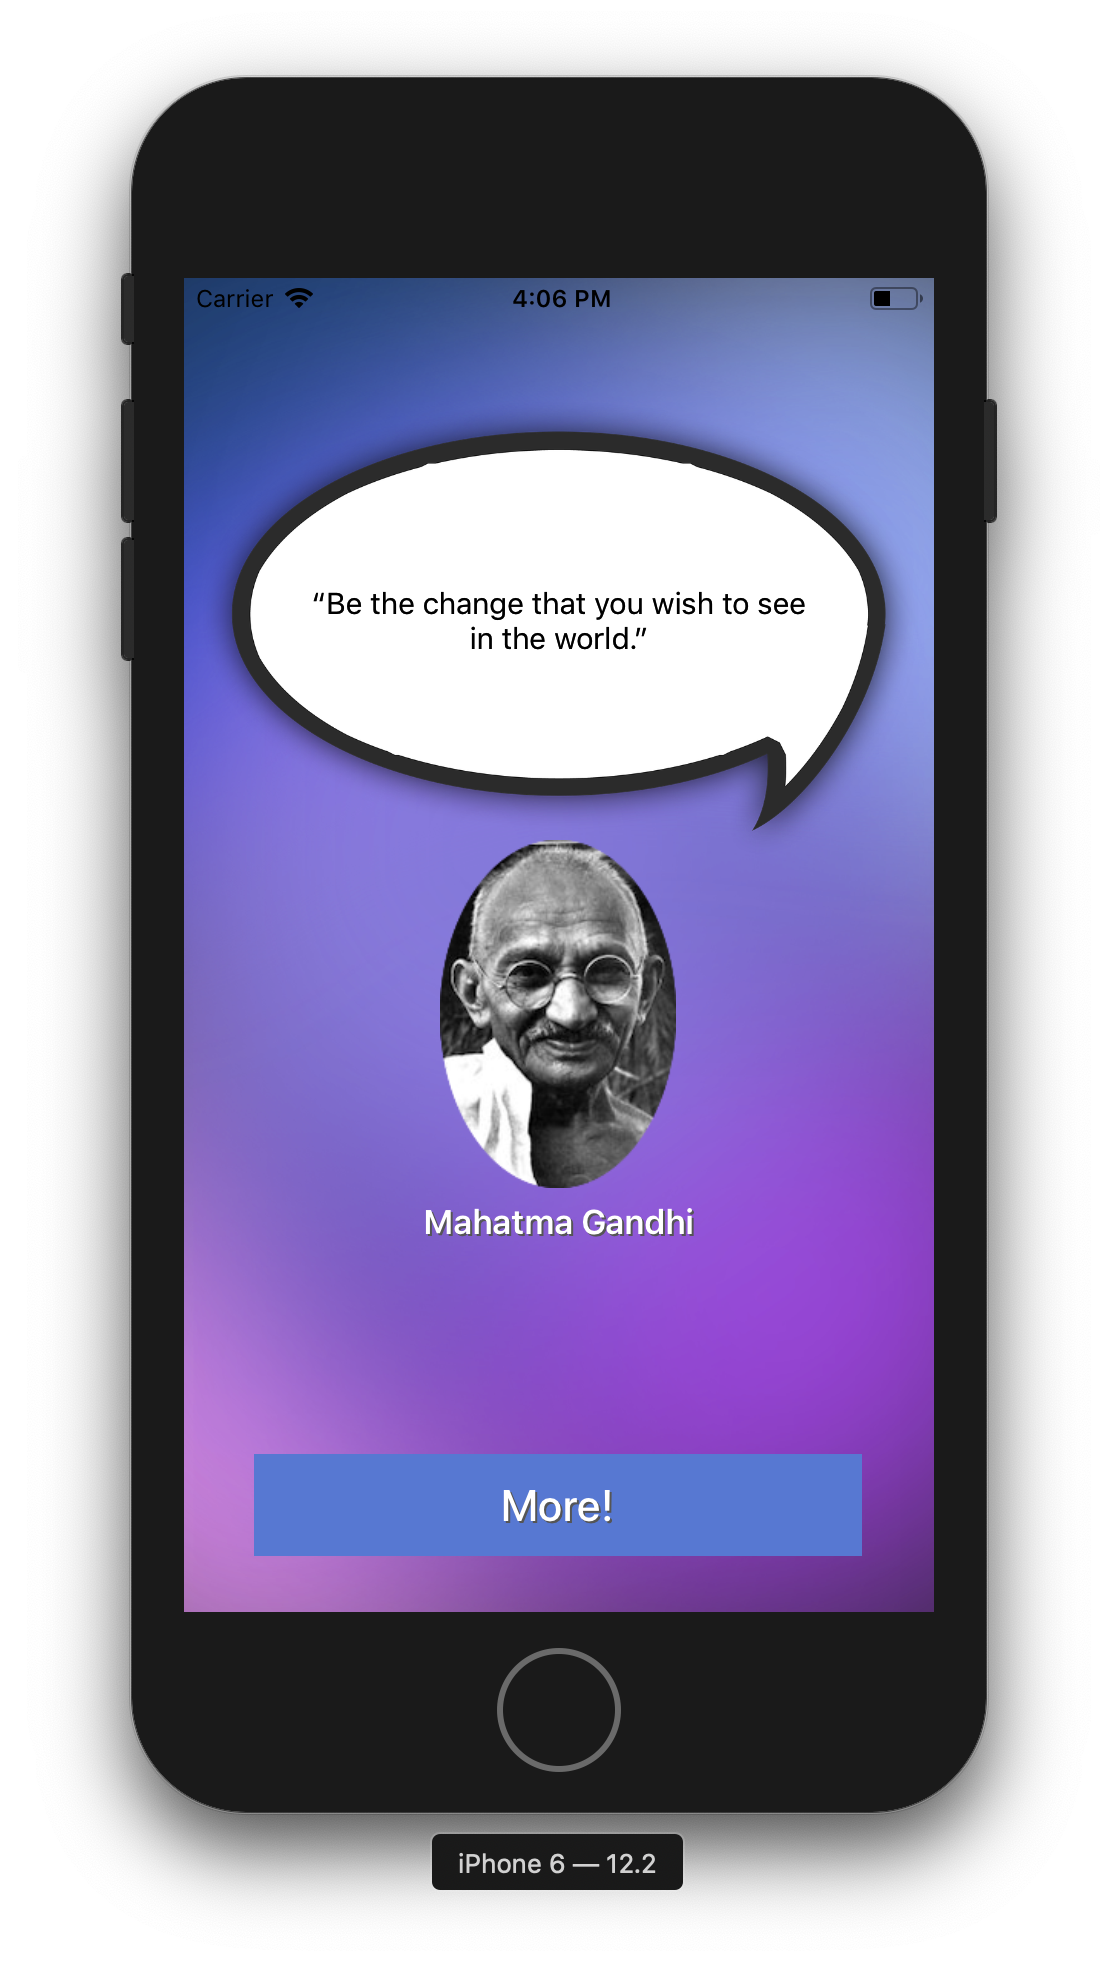 Carrier 4:06 PM
“Be the change that you wish to see
in the world.”
Mahatma Gandhi
More!
iPhone 6 — 12.2